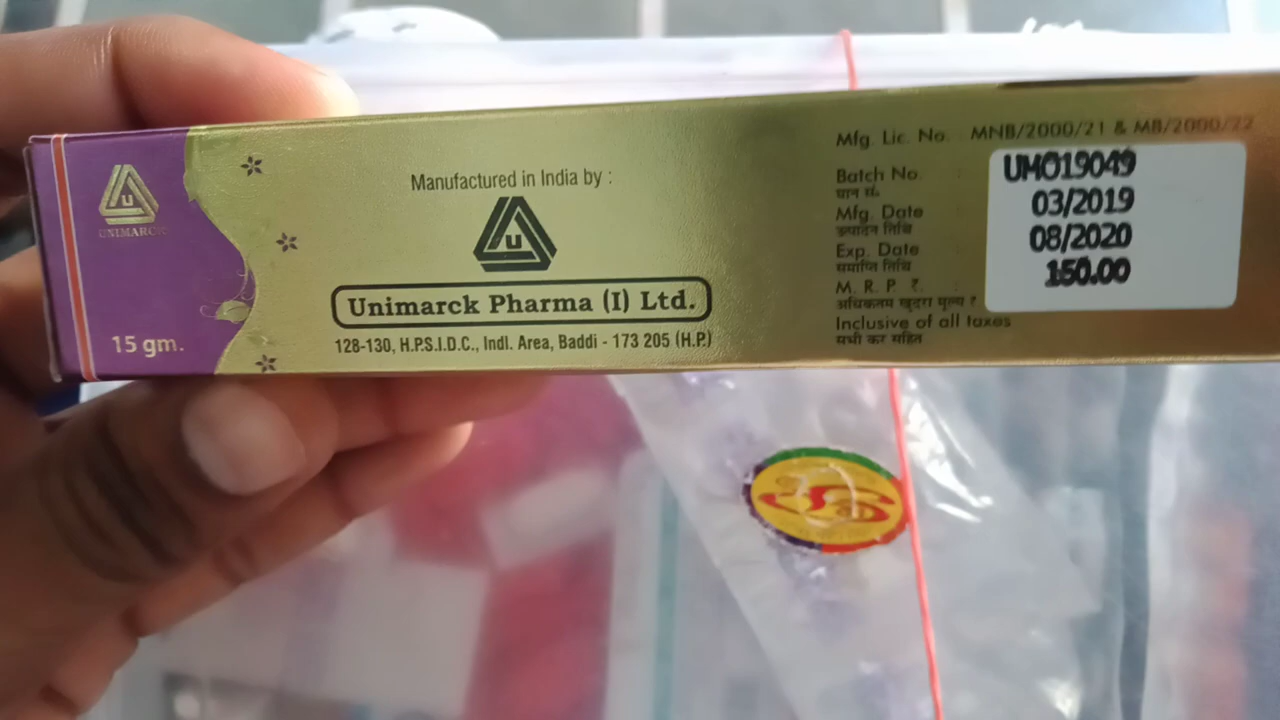 UNIMARCK
15 gm.
Manufactured in India by :
U
Unimarck Pharma (I) Ltd.
128-130, H.P.S.I.D.C., Indl. Area, Baddi - 173 205 (H.P.)
Mfg. Lic. No. : MNB/2000/21 & MB/2000/22
Batch No. : UMO19049
घान सं.
Mfg. Date : 03/2019
उत्पादन तिथि
Exp. Date : 08/2020
समाप्ति तिथि
M. R. P. ₹. : 150.00
अधिकतम खुदरा मूल्य ₹
Inclusive of all taxes
सभी कर सहित